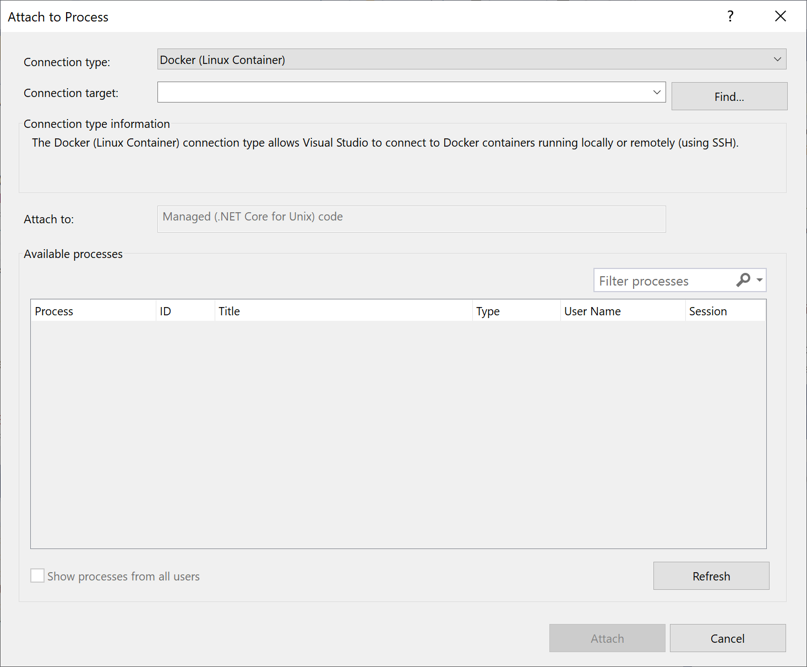 Attach to Process
?
Connection type:
Docker (Linux Container)
Connection target:
Find...
Connection type information
The Docker (Linux Container) connection type allows Visual Studio to connect to Docker containers running locally or remotely (using SSH).
Attach to:
Managed (.NET Core for Unix) code
Available processes
Filter processes
Process ID Title Type User Name Session
Show processes from all users
Refresh
Attach
Cancel